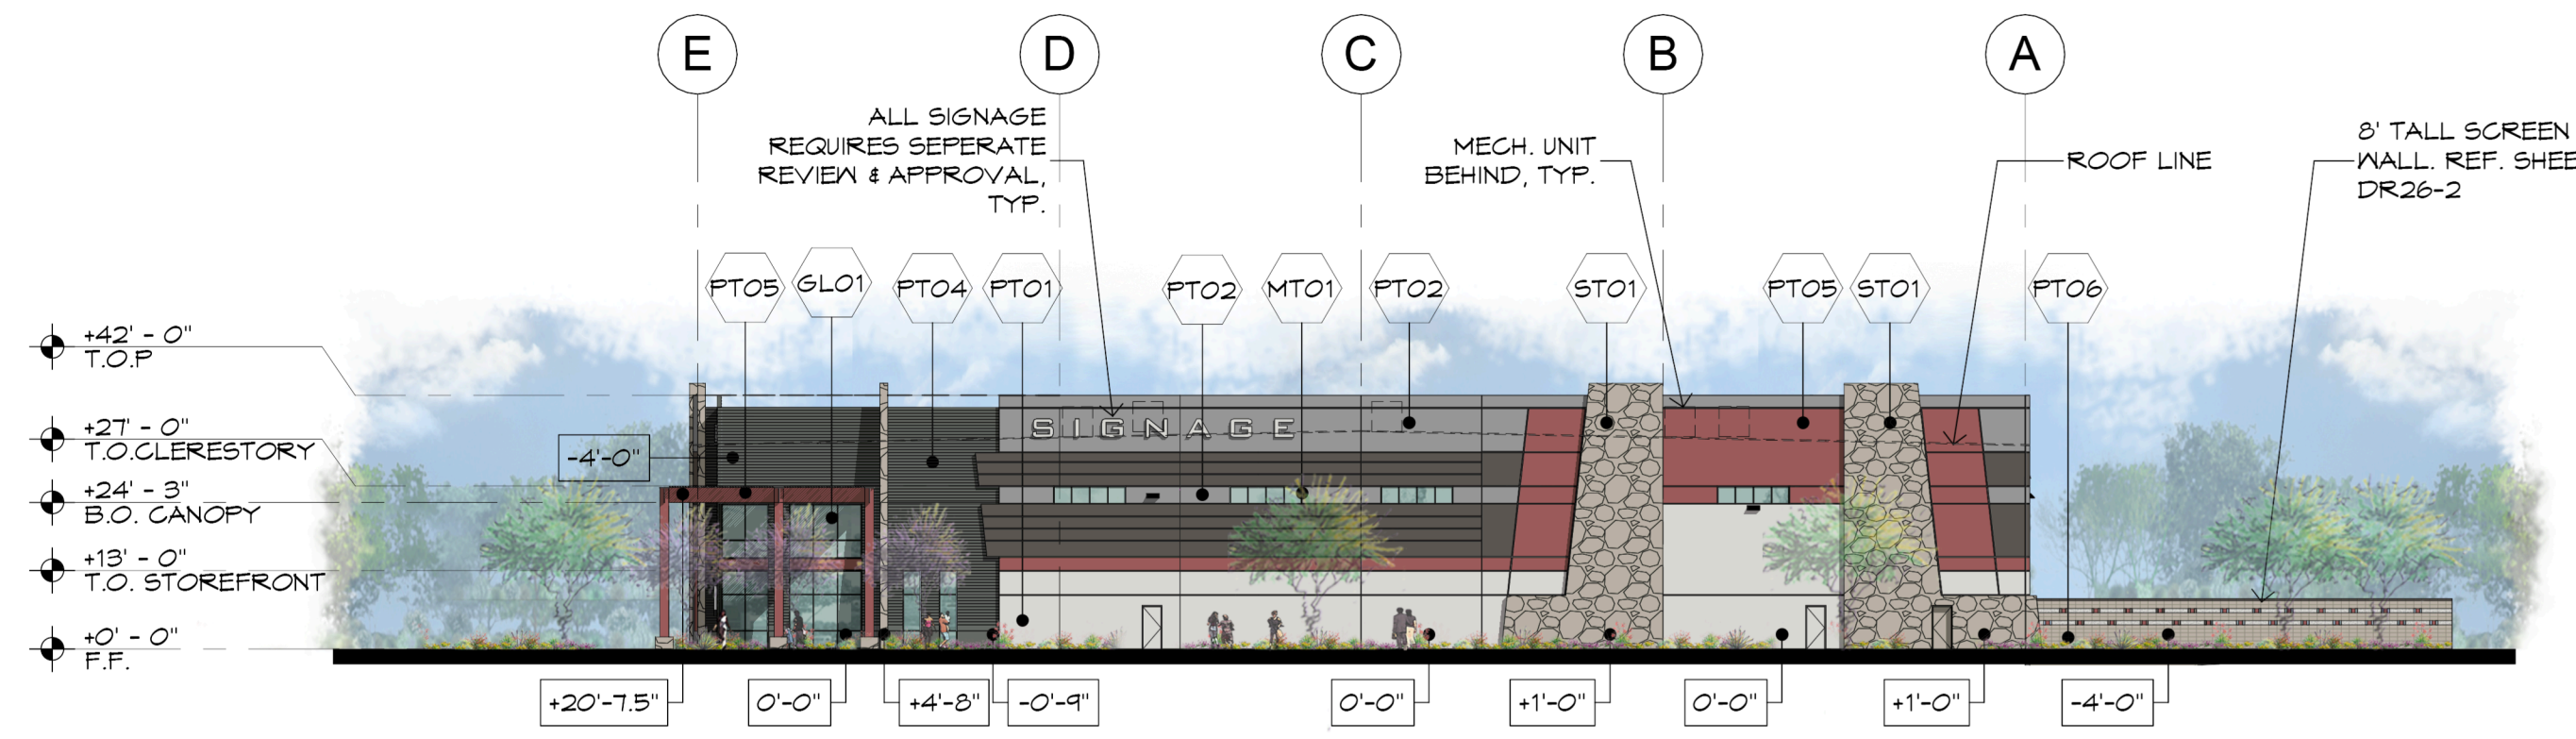 E
D
C
B
A
ALL SIGNAGE
REQUIRES SEPERATE
REVIEW & APPROVAL,
TYP.
MECH. UNIT
BEHIND, TYP.
ROOF LINE
8' TALL SCREEN
WALL. REF. SHEE
DR26-2
PT05
GL01
PT04
PT01
PT02
MT01
PT02
ST01
PT05
ST01
PT06
+42' - 0"
T.O.P
+27' - 0"
T.O.CLERESTORY
+24' - 3"
B.O. CANOPY
+13' - 0"
T.O. STOREFRONT
+0' - 0"
F.F.
-4'-0"
SIGNAGE
+20'-7.5"
0'-0"
+4'-8"
-0'-9"
0'-0"
+1'-0"
0'-0"
+1'-0"
-4'-0"